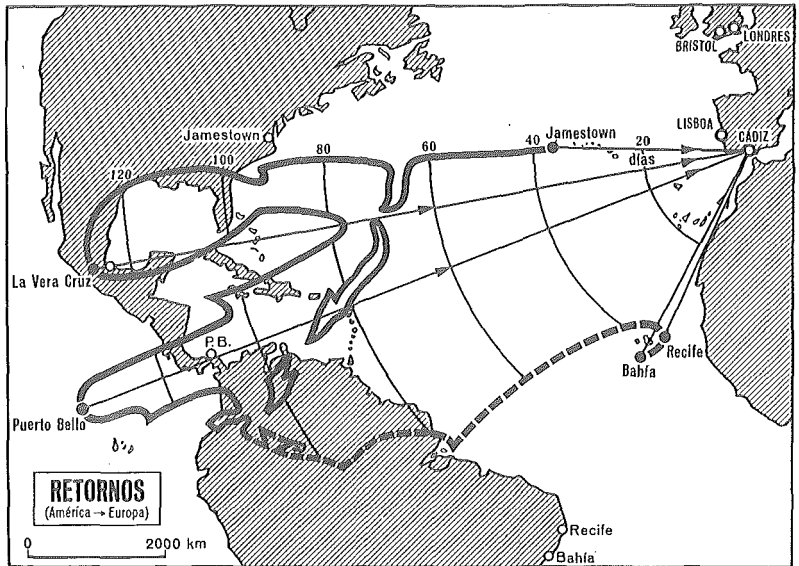 BRISTOL
LONDRES
LISBOA
CÁDIZ
Jamestown
120
100
80
60
40
Jamestown
20
días
La Vera Cruz
P.B.
Puerto Bello
Recife
Bahía
RETORNOS
(América → Europa)
0 2000 km
Recife
Bahía